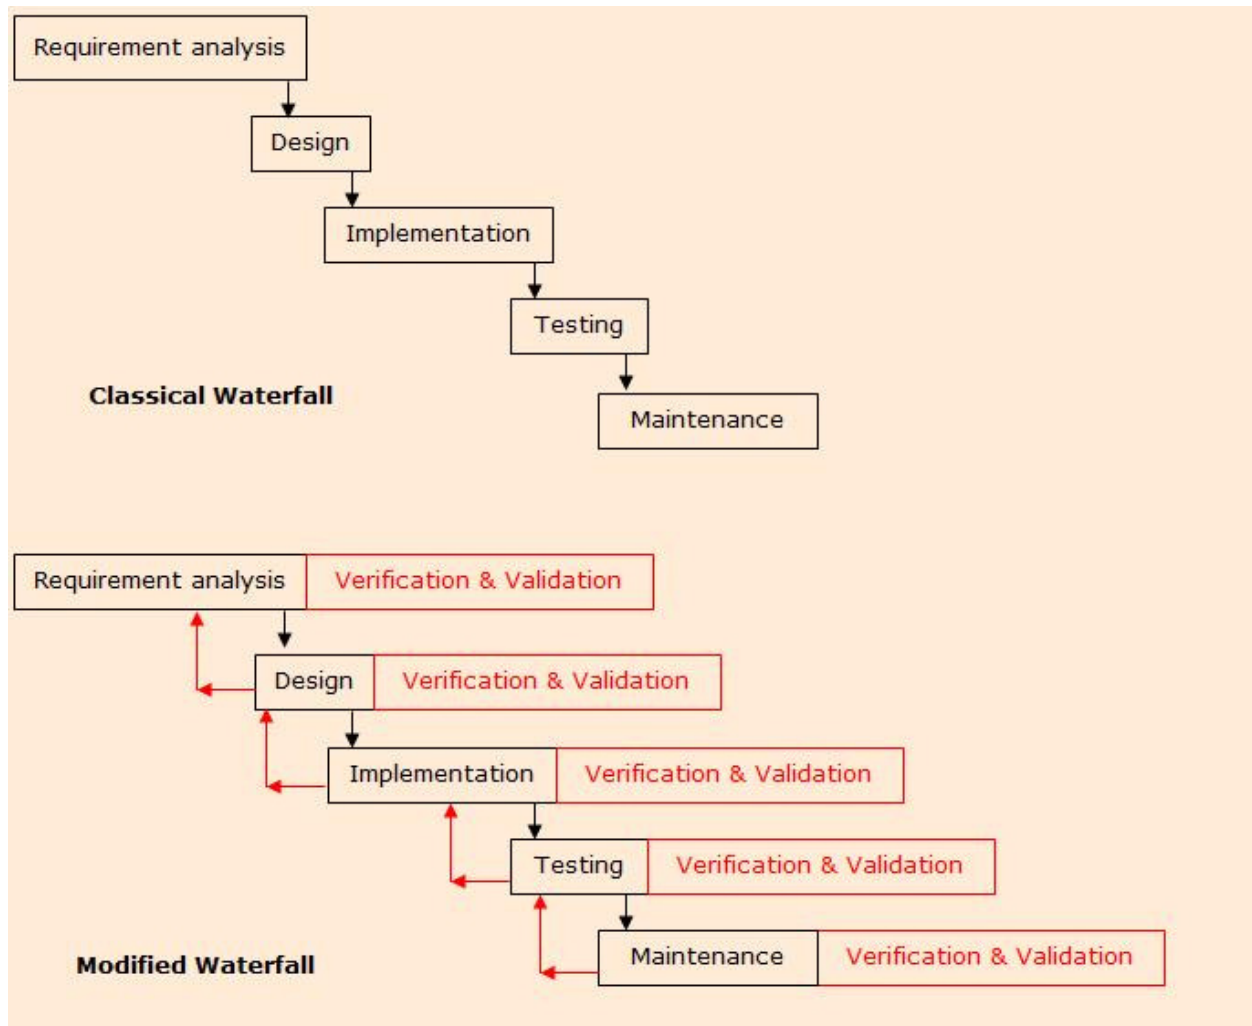 Requirement analysis
Design
Implementation
Testing
Classical Waterfall
Maintenance
Requirement analysis Verification & Validation
Design Verification & Validation
Implementation Verification & Validation
Testing Verification & Validation
Maintenance Verification & Validation
Modified Waterfall